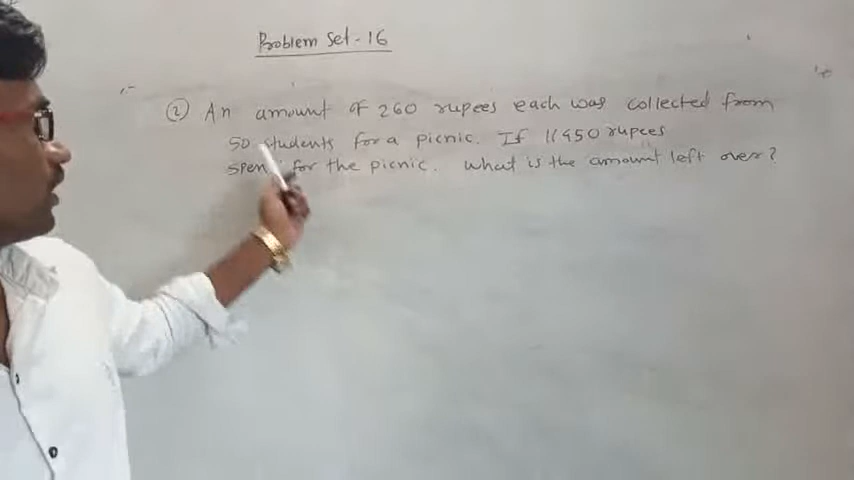 Problem Set - 16
② An amount of 260 rupees each was collected from
50 students for a picnic. If 11450 rupees
spent for the picnic. What is the amount left over?